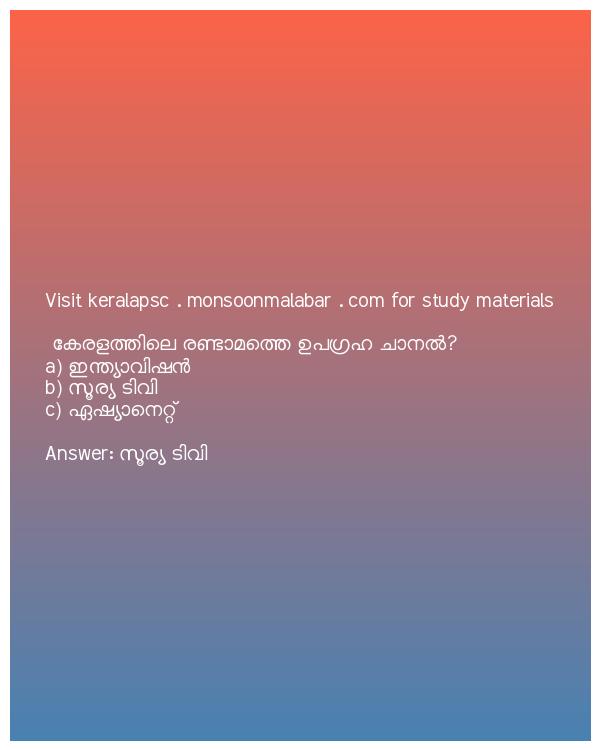 Visit keralapsc . monsoonmalabar . com for study materials
കേരളത്തിലെ രണ്ടാമത്തെ ഉപഗ്രഹ ചാനൽ?
a) ഇന്ത്യാവിഷൻ
b) സൂര്യ ടിവി
c) ഏഷ്യാനെറ്റ്
Answer: സൂര്യ ടിവി